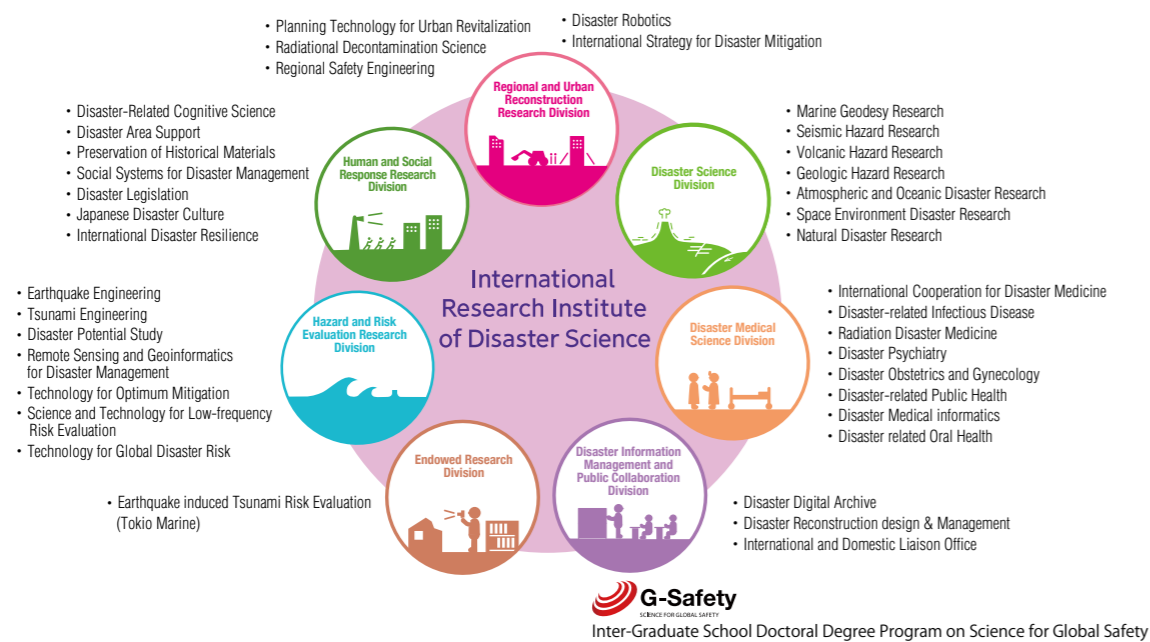 • Planning Technology for Urban Revitalization
• Radiational Decontamination Science
• Regional Safety Engineering
• Disaster Robotics
• International Strategy for Disaster Mitigation
Regional and Urban
Reconstruction
Research Division
• Disaster-Related Cognitive Science
• Disaster Area Support
• Preservation of Historical Materials
• Social Systems for Disaster Management
• Disaster Legislation
• Japanese Disaster Culture
• International Disaster Resilience
Human and Social
Response Research
Division
Disaster Science
Division
• Marine Geodesy Research
• Seismic Hazard Research
• Volcanic Hazard Research
• Geologic Hazard Research
• Atmospheric and Oceanic Disaster Research
• Space Environment Disaster Research
• Natural Disaster Research
International
Research Institute
of Disaster Science
• Earthquake Engineering
• Tsunami Engineering
• Disaster Potential Study
• Remote Sensing and Geoinformatics
for Disaster Management
• Technology for Optimum Mitigation
• Science and Technology for Low-frequency
Risk Evaluation
• Technology for Global Disaster Risk
Hazard and Risk
Evaluation Research
Division
Disaster Medical
Science Division
• International Cooperation for Disaster Medicine
• Disaster-related Infectious Disease
• Radiation Disaster Medicine
• Disaster Psychiatry
• Disaster Obstetrics and Gynecology
• Disaster-related Public Health
• Disaster Medical informatics
• Disaster related Oral Health
Endowed Research
Division
Disaster Information
Management and
Public Collaboration
Division
• Earthquake induced Tsunami Risk Evaluation
(Tokio Marine)
• Disaster Digital Archive
• Disaster Reconstruction design & Management
• International and Domestic Liaison Office
G-Safety
SCIENCE FOR GLOBAL SAFETY
Inter-Graduate School Doctoral Degree Program on Science for Global Safety